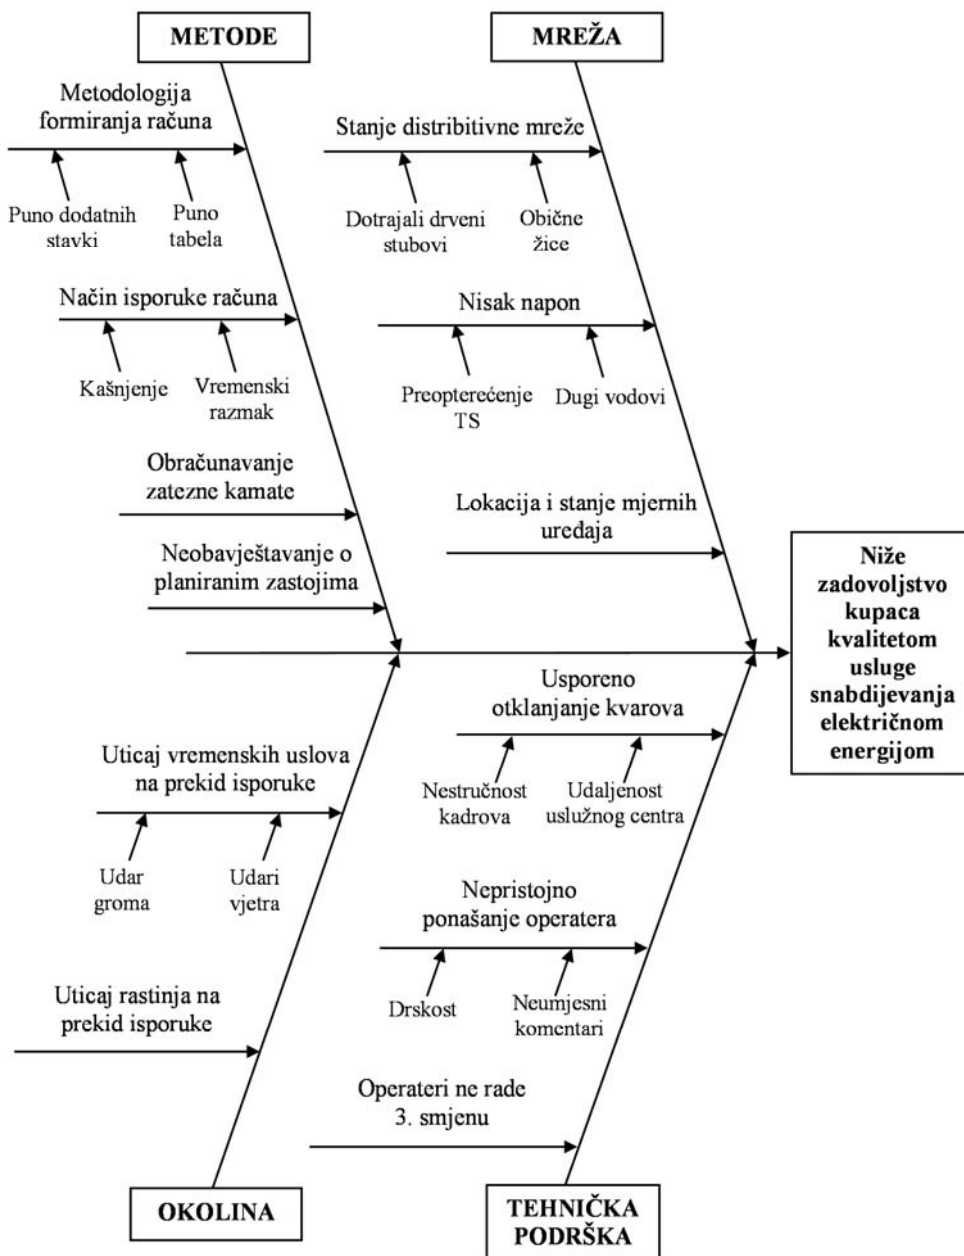 METODE
MREŽA
Metodologija
formiranja računa
Puno dodatnih
stavki
Puno
tabela
Stanje distribitivne mreže
Dotrajali drveni
stubovi
Obične
žice
Način isporuke računa
Kašnjenje
Vremenski
razmak
Nisak napon
Preopterećenje
TS
Dugi vodovi
Obračunavanje
zatezne kamate
Lokacija i stanje mjernih
uređaja
Neobavještavanje o
planiranim zastojima
Niže
zadovoljstvo
kupaca
kvalitetom
usluge
snabdijevanja
električnom
energijom
Usporeno
otklanjanje kvarova
Nestručnost
kadrova
Udaljenost
uslužnog centra
Uticaj vremenskih uslova
na prekid isporuke
Udar
groma
Udari
vjetra
Nepristojno
ponašanje operatera
Drskost
Neumjesni
komentari
Uticaj rastinja na
prekid isporuke
Operateri ne rade
3. smjenu
OKOLINA
TEHNIČKA
PODRŠKA